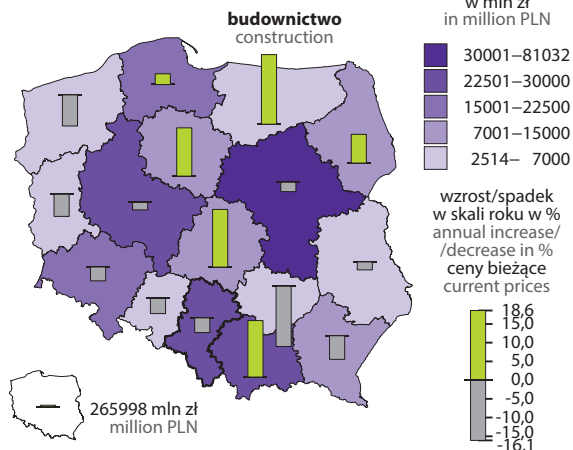 budownictwo
construction
w mln zł
in million PLN
30001–81032
22501–30000
15001–22500
7001–15000
2514– 7000
wzrost/spadek
w skali roku w %
annual increase/
/decrease in %
ceny bieżące
current prices
18,6
15,0
10,0
5,0
0,0
-5,0
-10,0
-15,0
-16,1
265998 mln zł
million PLN